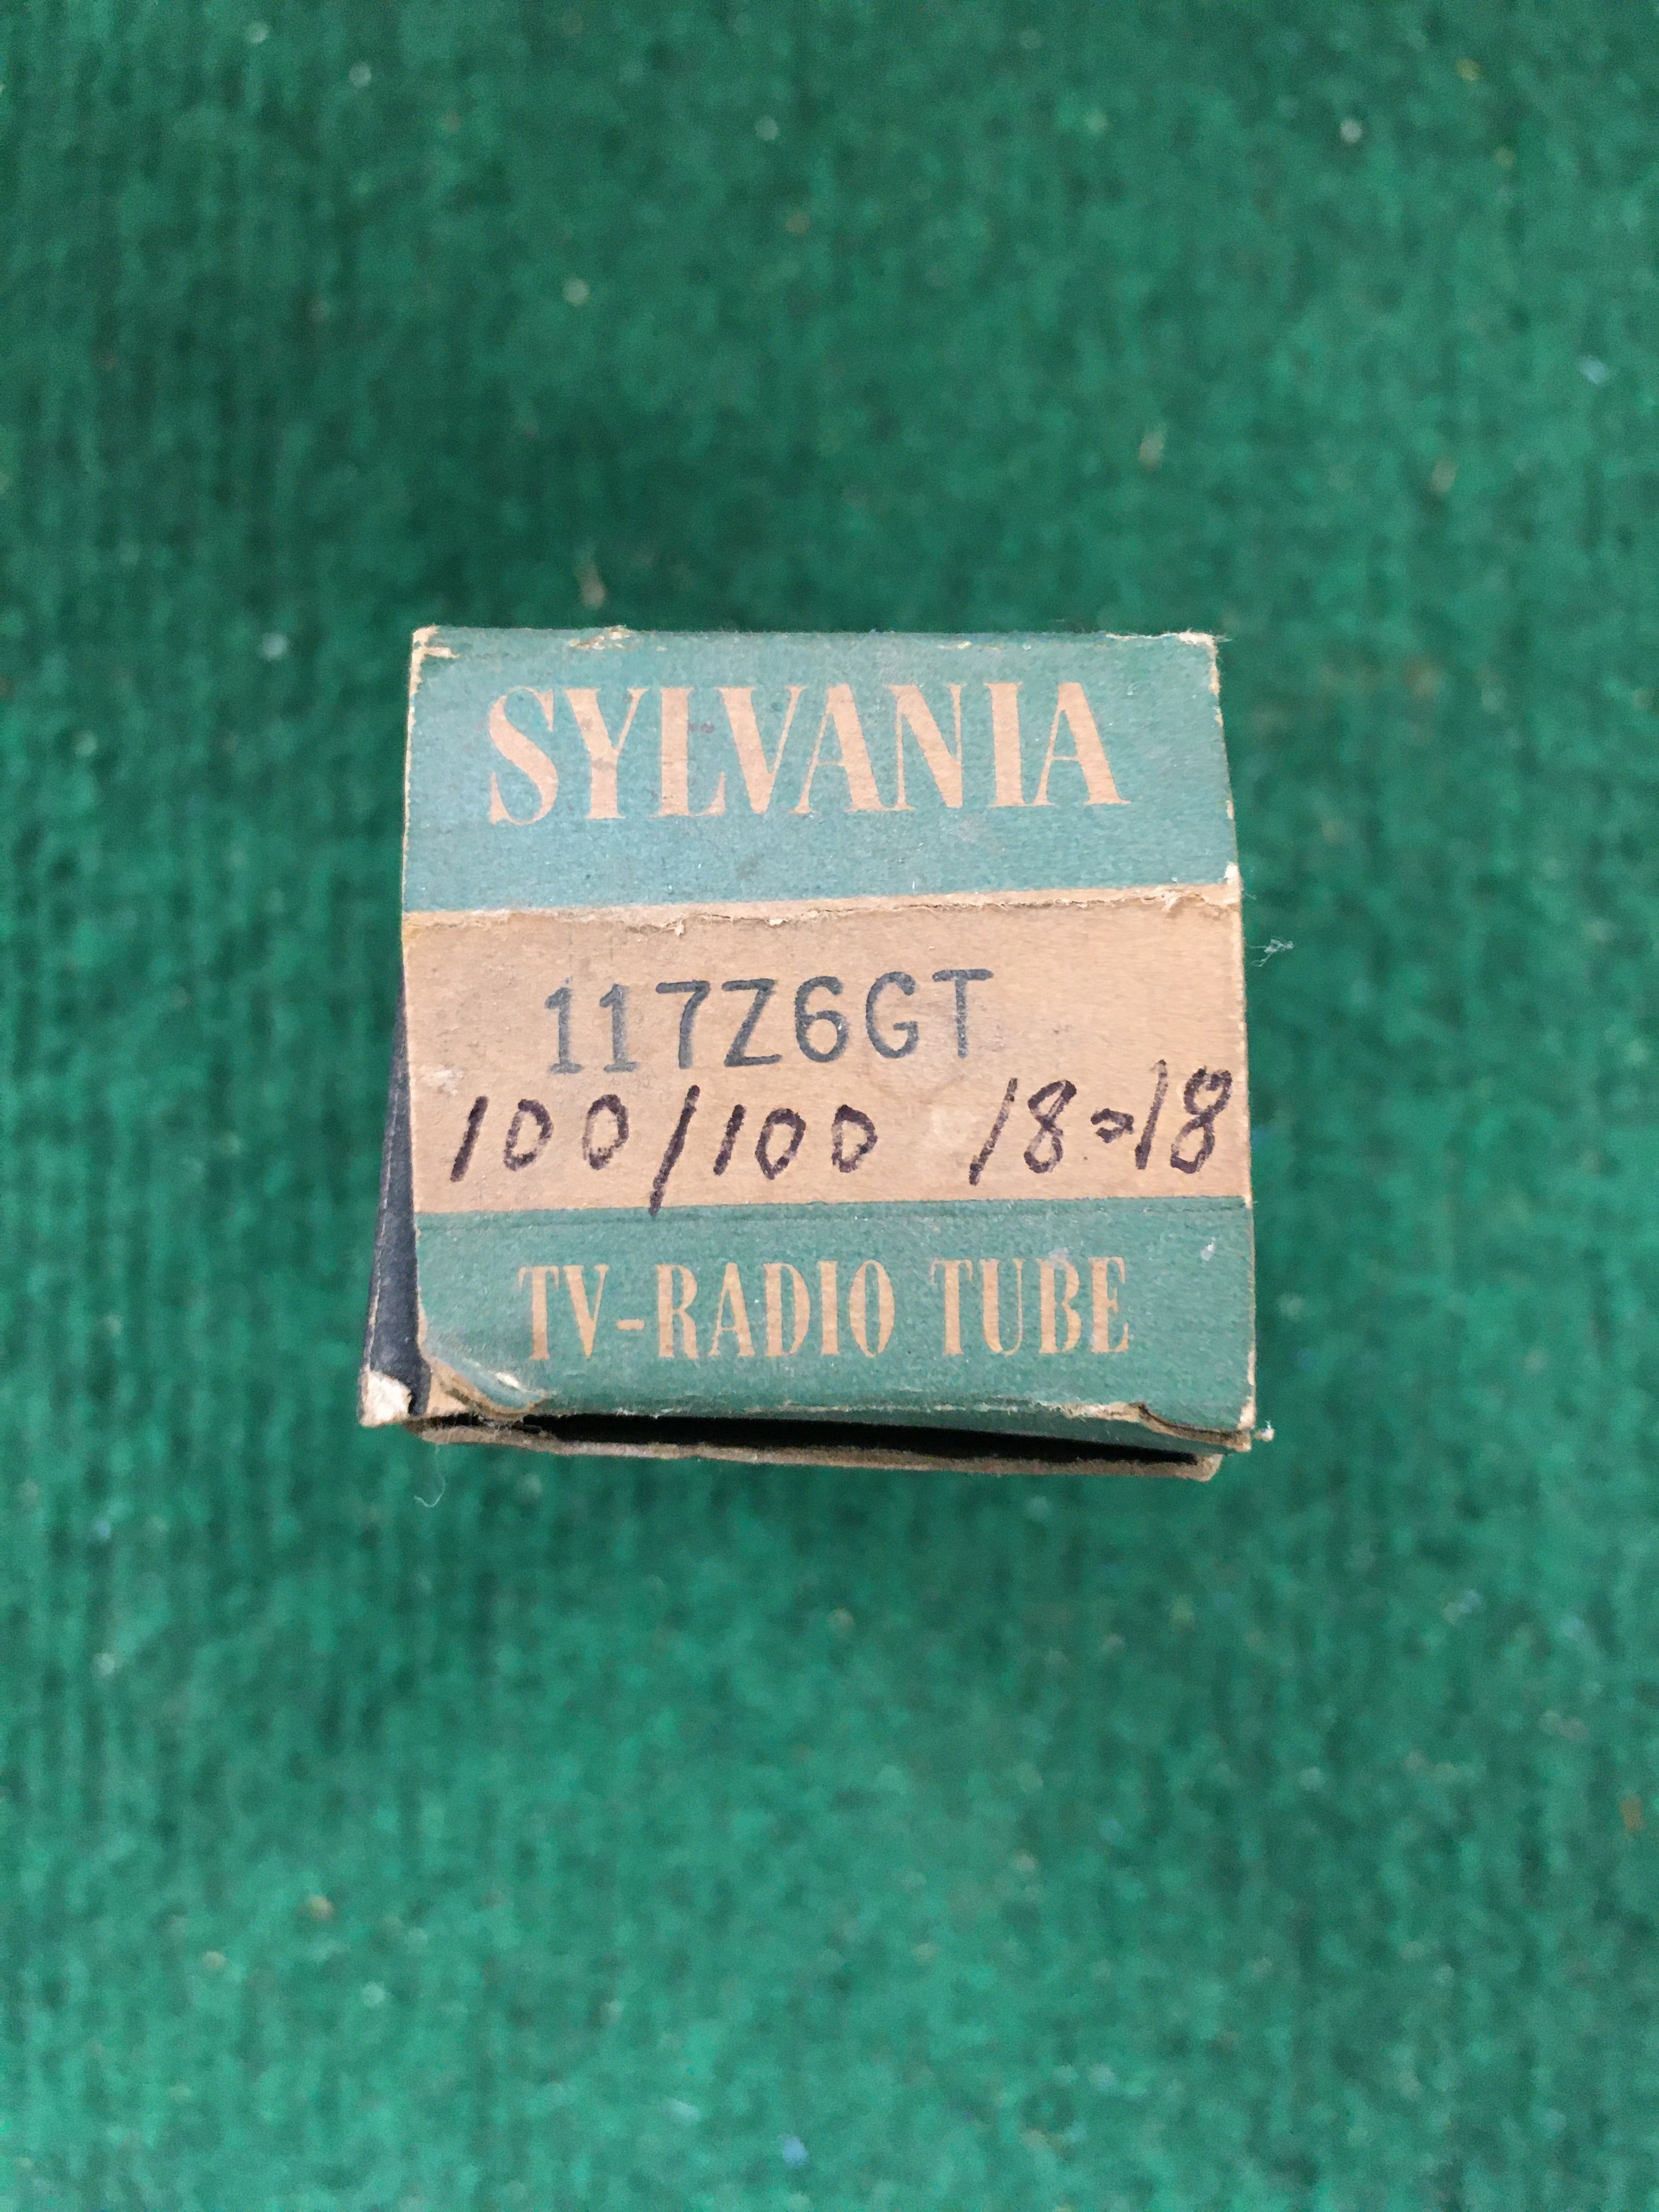 SYLVANIA
117Z6GT
100/100 18=18
TV-RADIO TUBE